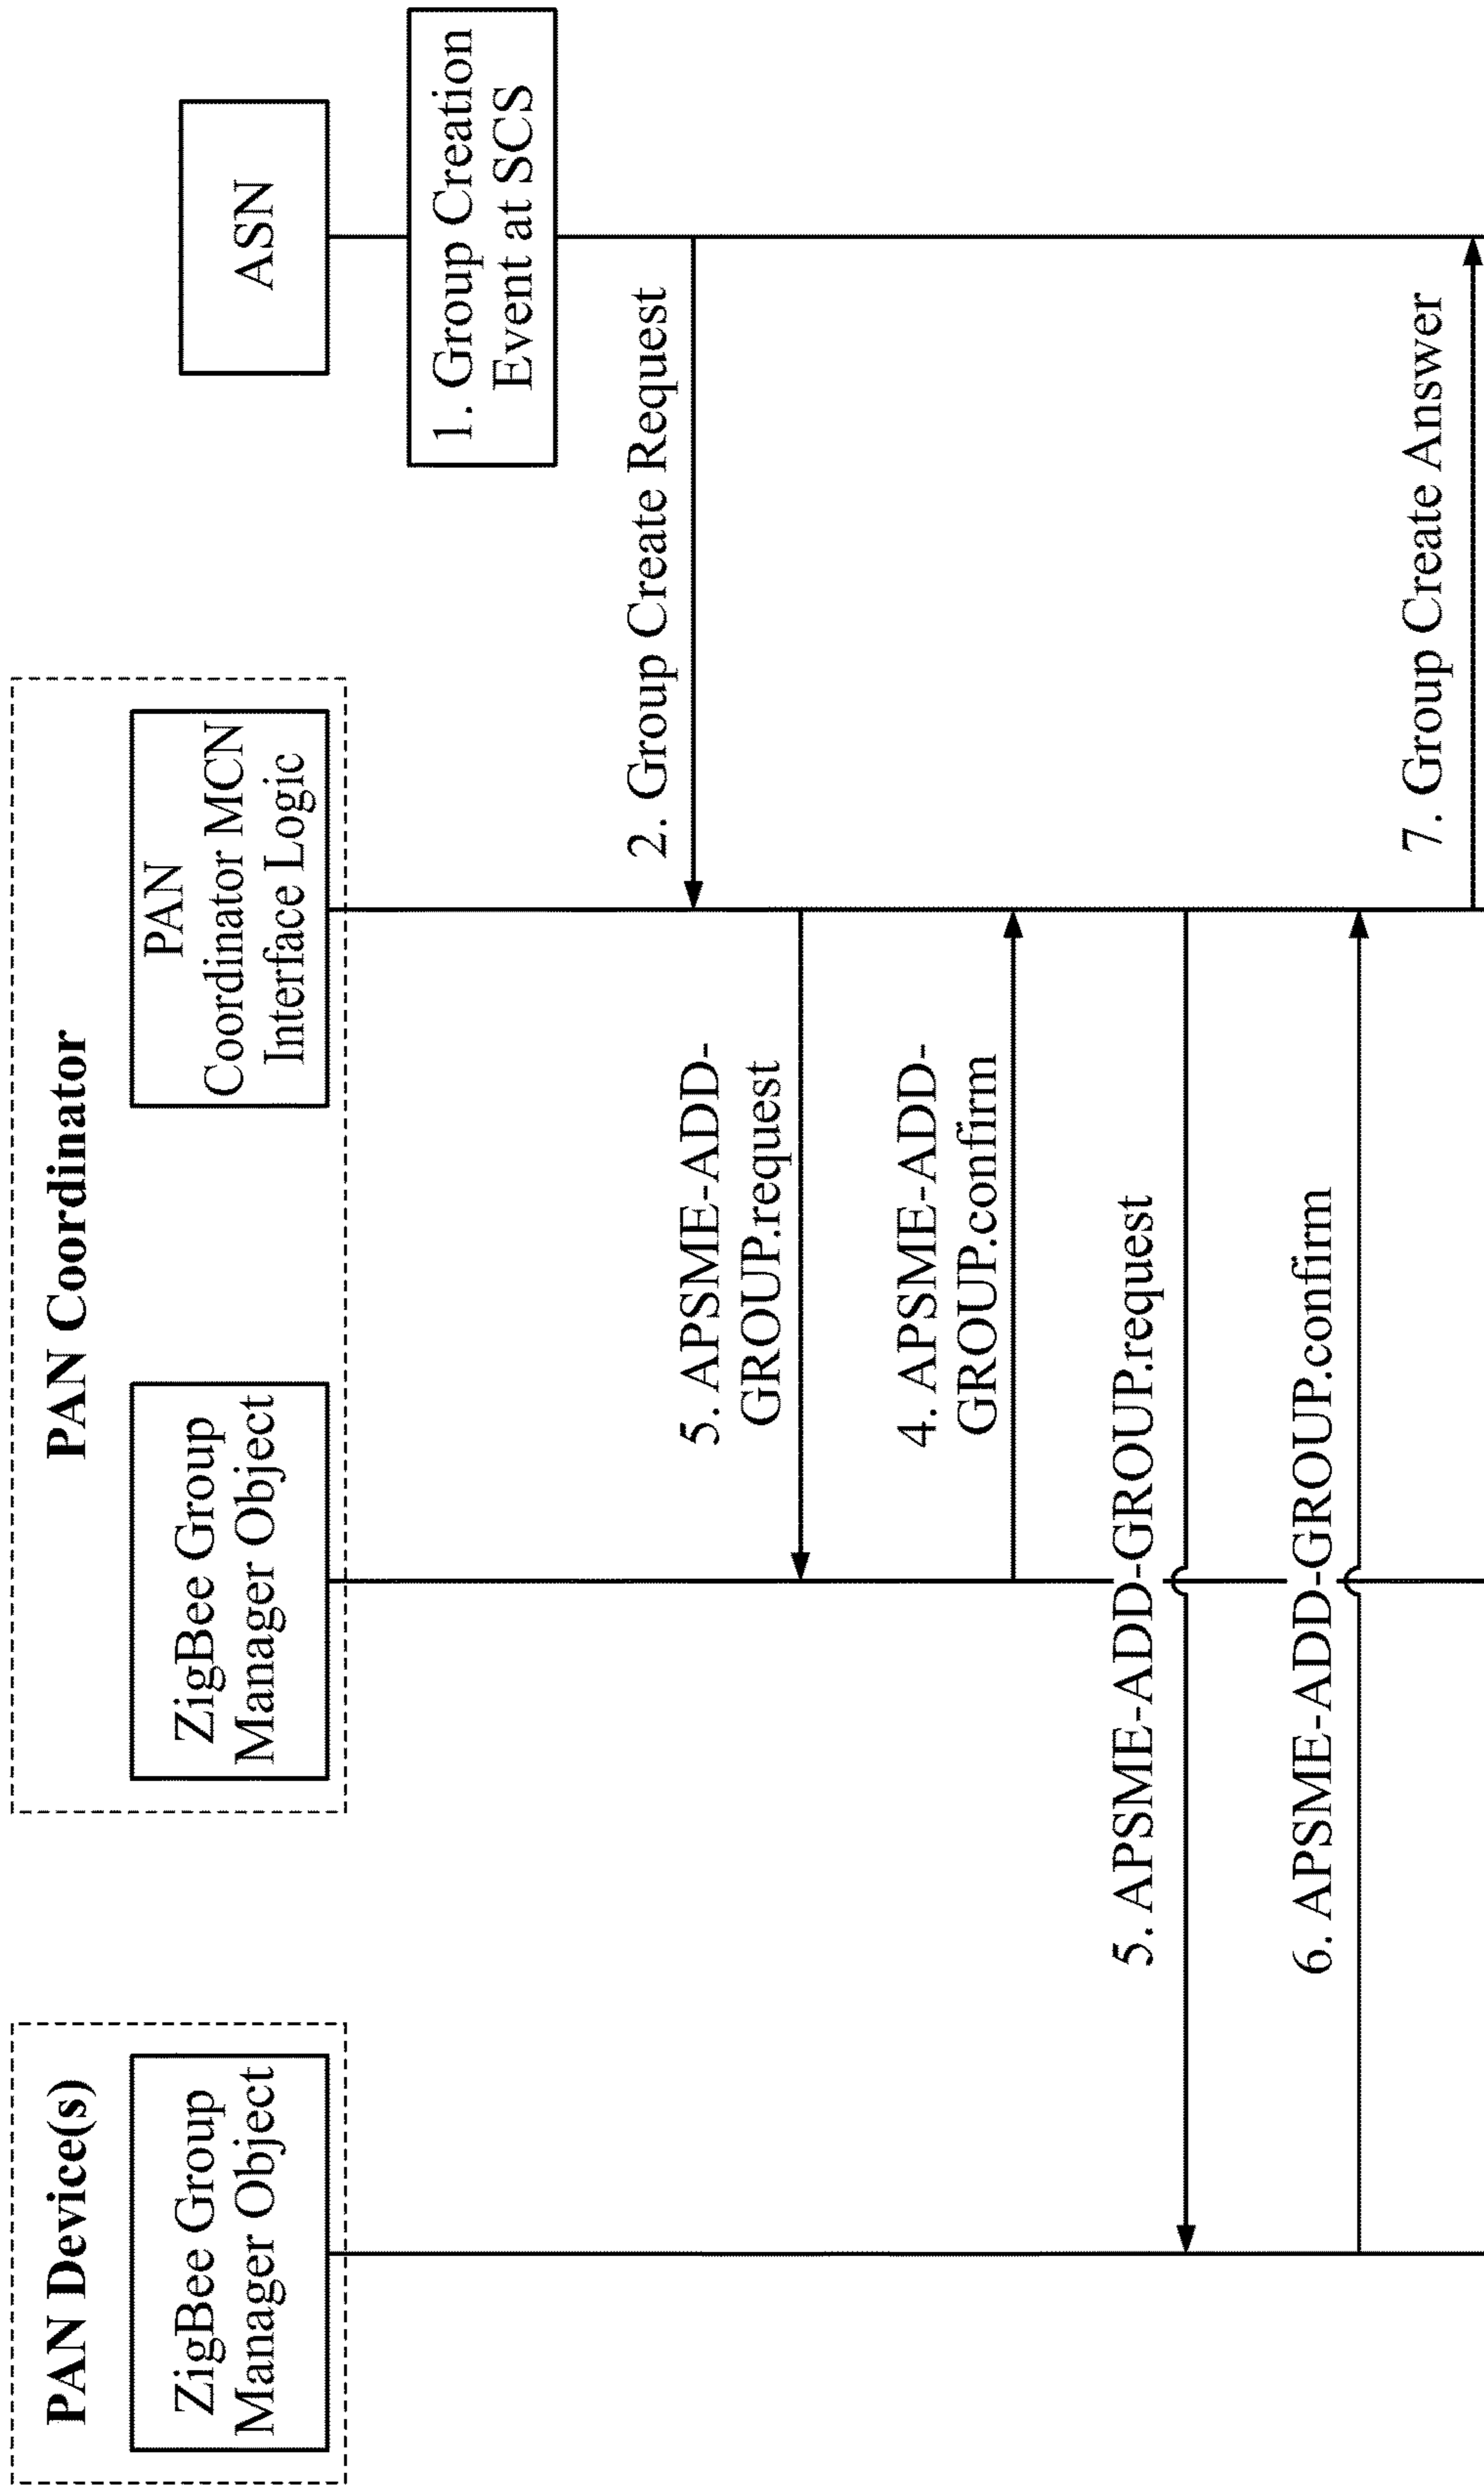 PAN Device(s)
ZigBee Group
Manager Object
PAN Coordinator
ZigBee Group
Manager Object
PAN
Coordinator MCN
Interface Logic
ASN
1. Group Creation
Event at SCS
2. Group Create Request
5. APSME-ADD-
GROUP.request
4. APSME-ADD-
GROUP.confirm
5. APSME-ADD-GROUP.request
6. APSME-ADD-GROUP.confirm
7. Group Create Answer